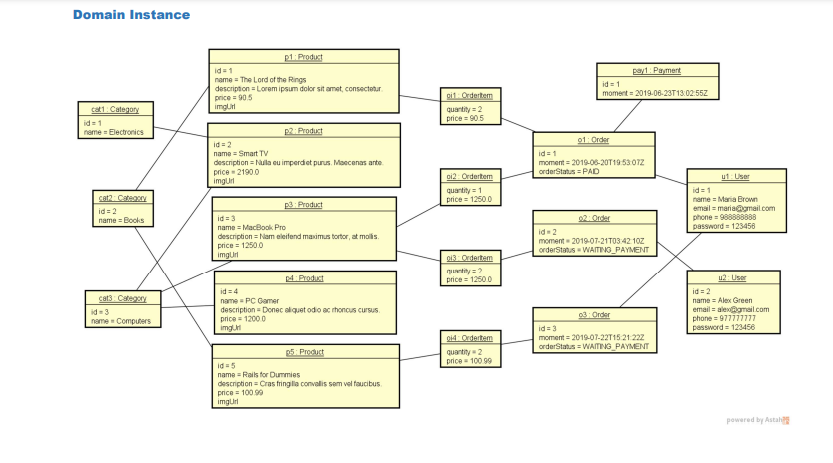 Domain Instance
p1 : Product
id = 1
name = The Lord of the Rings
description = Lorem ipsum dolor sit amet, consectetur.
price = 90.5
imgUrl
pay1 : Payment
id = 1
moment = 2019-06-23T13:02:55Z
cat1 : Category
id = 1
name = Electronics
oi1 : OrderItem
quantity = 2
price = 90.5
p2 : Product
id = 2
name = Smart TV
description = Nulla eu imperdiet purus. Maecenas ante.
price = 2190.0
imgUrl
o1 : Order
id = 1
moment = 2019-06-20T19:53:07Z
orderStatus = PAID
oi2 : OrderItem
quantity = 1
price = 1250.0
u1 : User
id = 1
name = Maria Brown
email = maria@gmail.com
phone = 988888888
password = 123456
cat2 : Category
id = 2
name = Books
p3 : Product
id = 3
name = MacBook Pro
description = Nam eleifend maximus tortor, at mollis.
price = 1250.0
imgUrl
o2 : Order
id = 2
moment = 2019-07-21T03:42:10Z
orderStatus = WAITING_PAYMENT
oi3 : OrderItem
quantity = 2
price = 1250.0
u2 : User
id = 2
name = Alex Green
email = alex@gmail.com
phone = 977777777
password = 123456
cat3 : Category
id = 3
name = Computers
p4 : Product
id = 4
name = PC Gamer
description = Donec aliquet odio ac rhoncus cursus.
price = 1200.0
imgUrl
o3 : Order
id = 3
moment = 2019-07-22T15:21:22Z
orderStatus = WAITING_PAYMENT
oi4 : OrderItem
quantity = 2
price = 100.99
p5 : Product
id = 5
name = Rails for Dummies
description = Cras fringilla convallis sem vel faucibus.
price = 100.99
imgUrl
powered by Astah